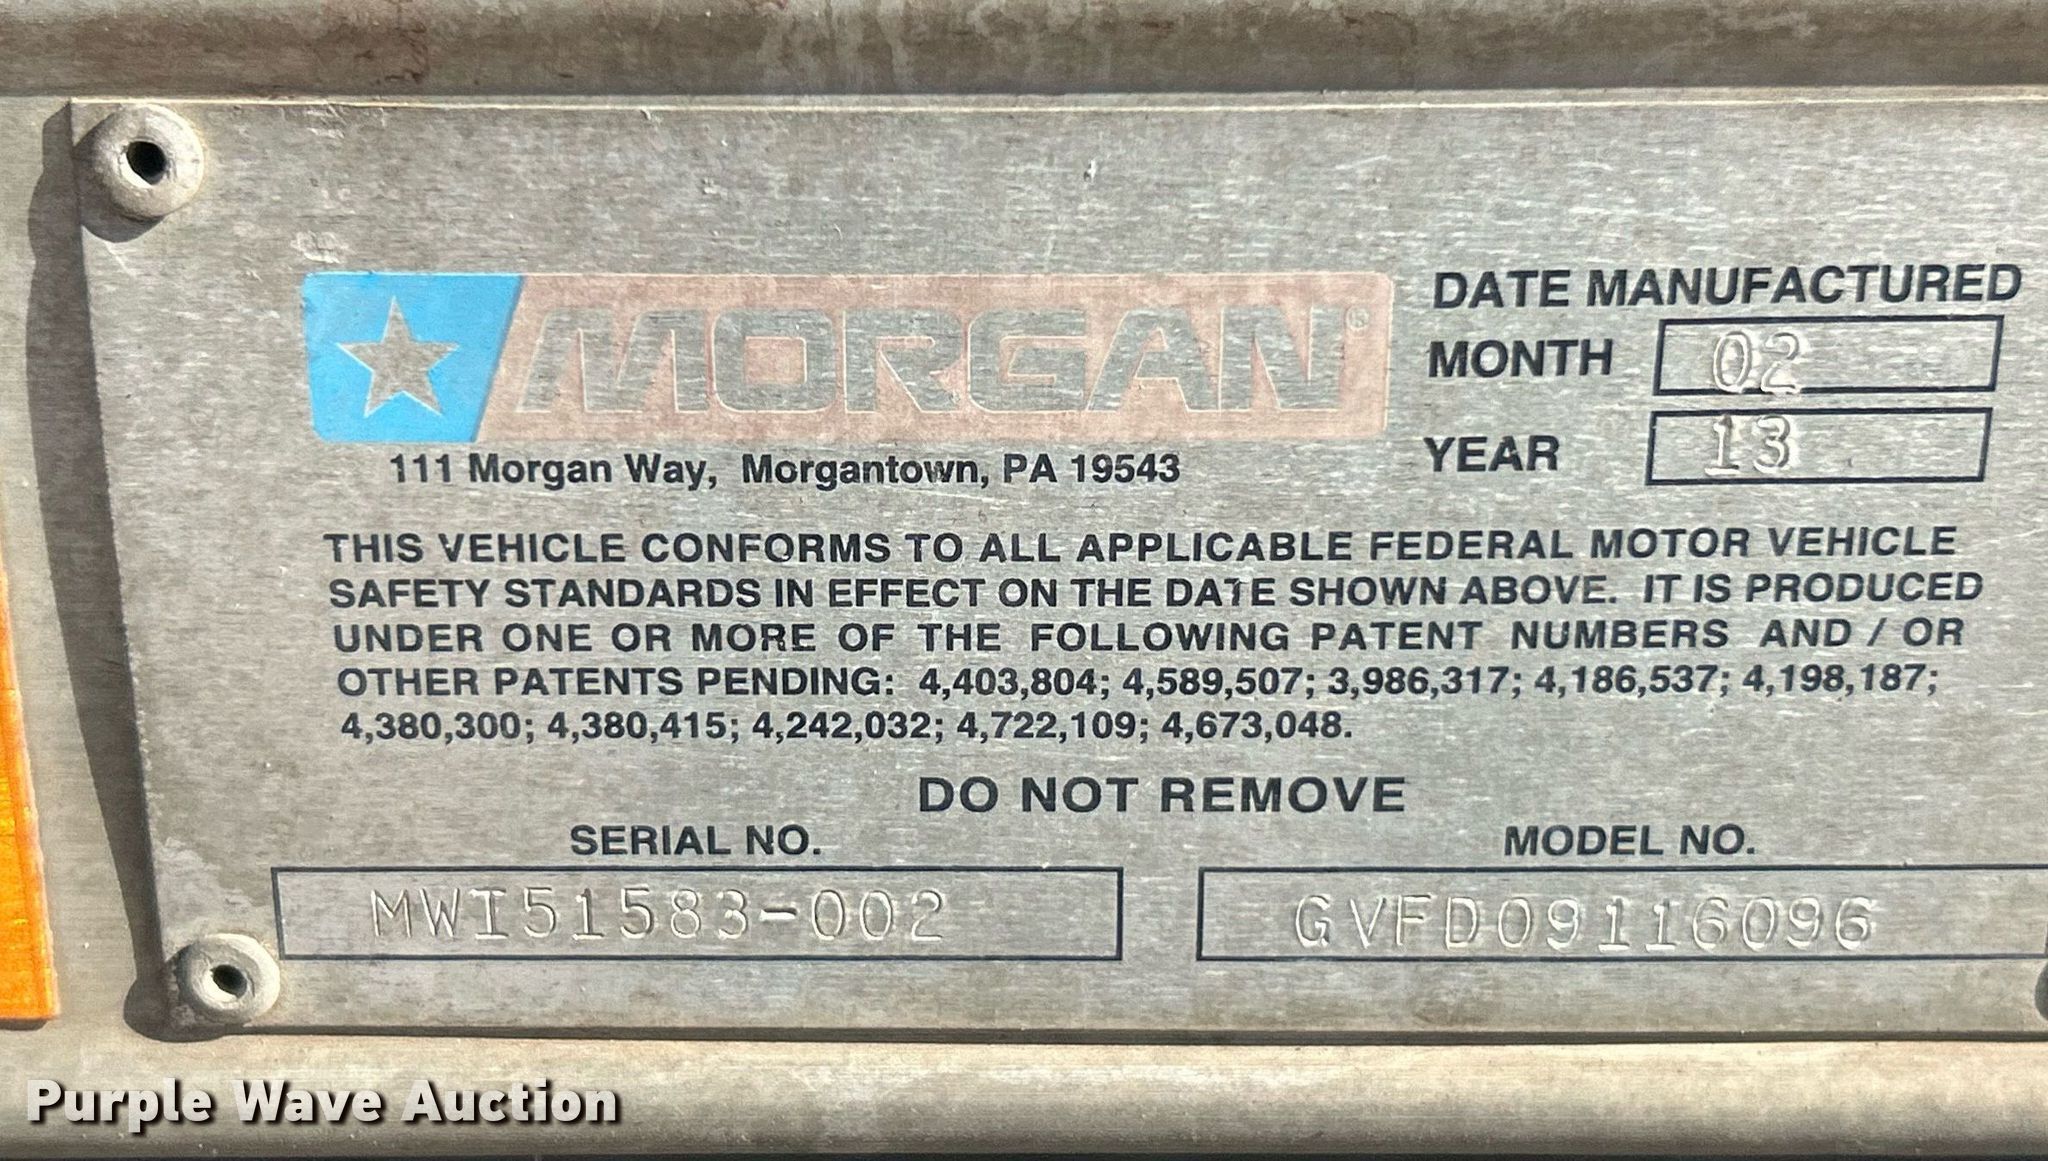 MORGAN®
111 Morgan Way, Morgantown, PA 19543
DATE MANUFACTURED
MONTH 02
YEAR 13
THIS VEHICLE CONFORMS TO ALL APPLICABLE FEDERAL MOTOR VEHICLE
SAFETY STANDARDS IN EFFECT ON THE DATE SHOWN ABOVE. IT IS PRODUCED
UNDER ONE OR MORE OF THE FOLLOWING PATENT NUMBERS AND / OR
OTHER PATENTS PENDING: 4,403,804; 4,589,507; 3,986,317; 4,186,537; 4,198,187;
4,380,300; 4,380,415; 4,242,032; 4,722,109; 4,673,048.
DO NOT REMOVE
SERIAL NO.
MWI51583-002
MODEL NO.
GVFD09116096
Purple Wave Auction